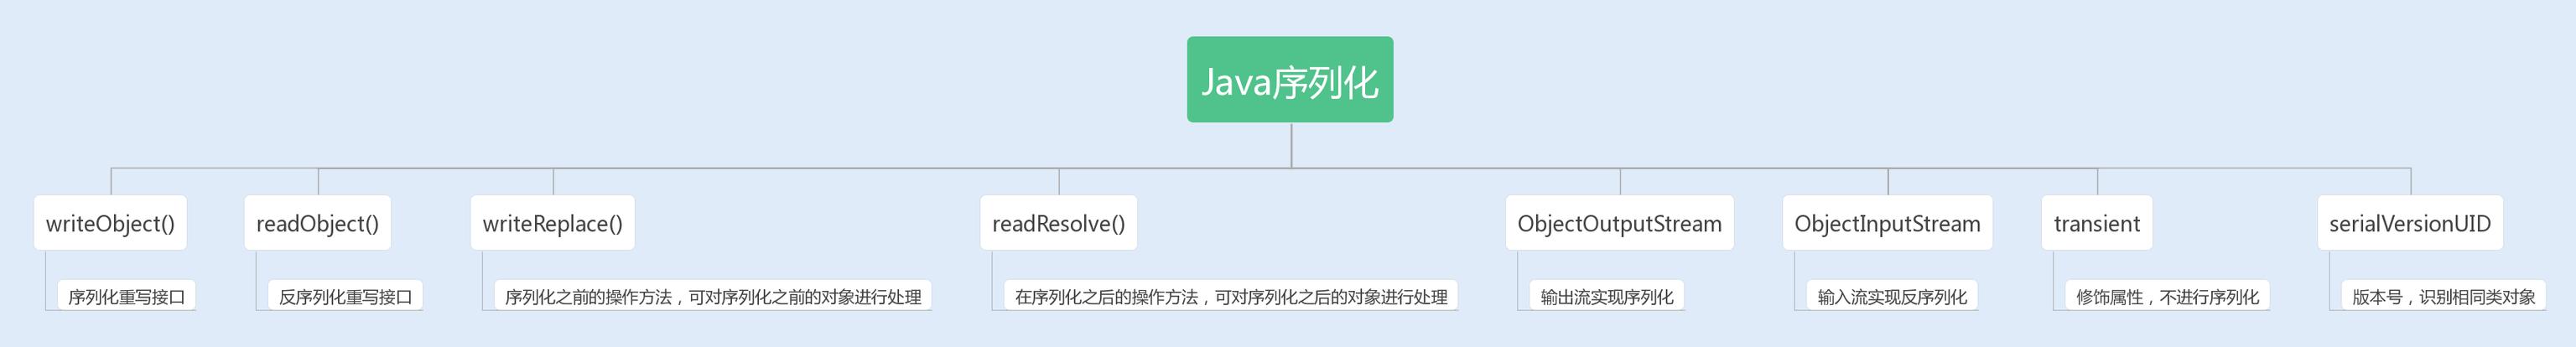 Java序列化
writeObject()
readObject()
writeReplace()
readResolve()
ObjectOutputStream
ObjectInputStream
transient
serialVersionUID
序列化重写接口
反序列化重写接口
序列化之前的操作方法，可对序列化之前的对象进行处理
在序列化之后的操作方法，可对序列化之后的对象进行处理
输出流实现序列化
输入流实现反序列化
修饰属性，不进行序列化
版本号，识别相同类对象